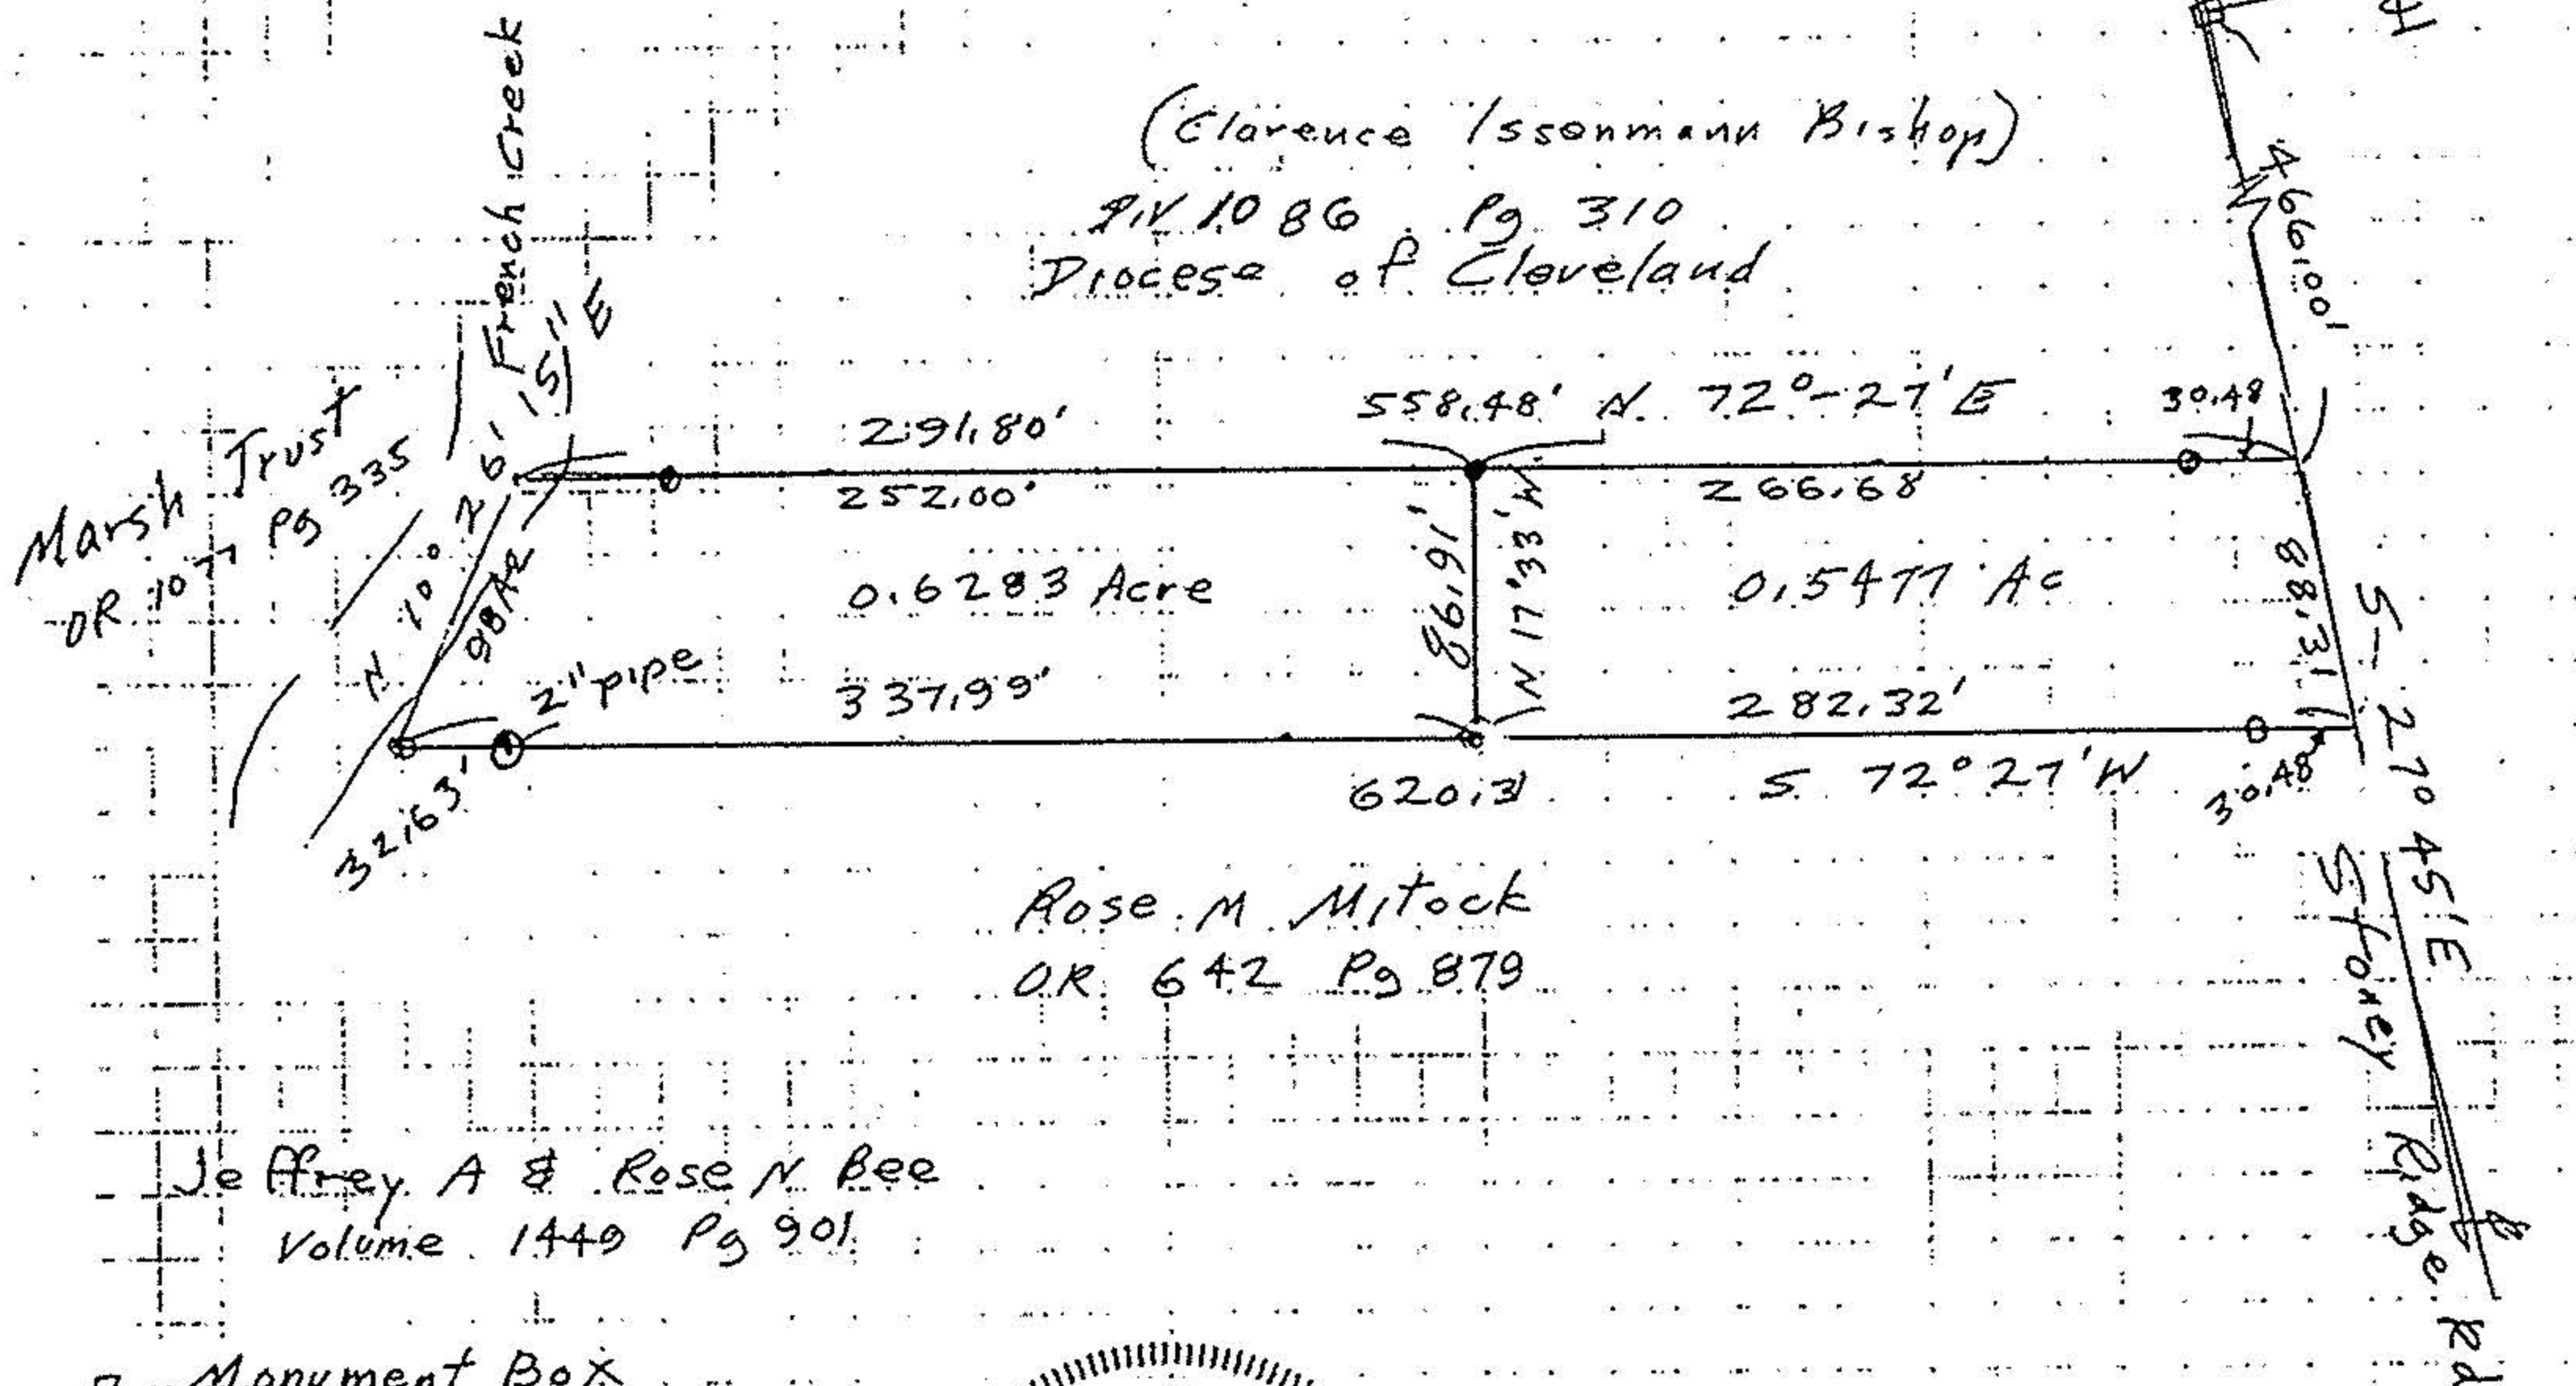 French Creek
(Clarence Issenmann Bishop)
1086 Pg 310
Diocese of Cleveland
466.00'
Marsh Trust
OR 1077 Pg 335
N 10° 26' 15" E
291.80'
558.48' N. 72°-27' E
30.48
252.00'
266.68
86.91'
N 17°33' W
0.6283 Acre
0.5477 Ac
88.31'
2" pipe
337.99'
282.32'
32.63'
620.31
S 72°27' W
30.48
S- 27° 45' E
Stoney Ridge Rd
Rose M Mitock
OR 642 Pg 879
Jeffrey A & Rose N Bee
Volume 1449 Pg 901
Monument Box